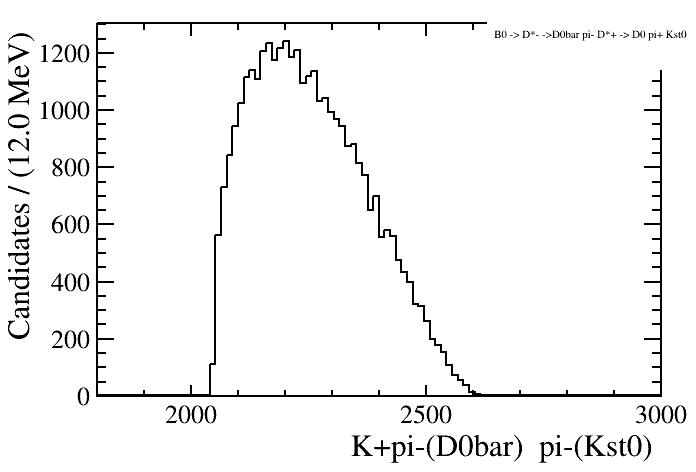 B0 -> D*- ->D0bar pi- D*+ -> D0 pi+ Kst0
Candidates / (12.0 MeV)
1200
1000
800
600
400
200
0
2000 2500 3000
K+pi-(D0bar) pi-(Kst0)